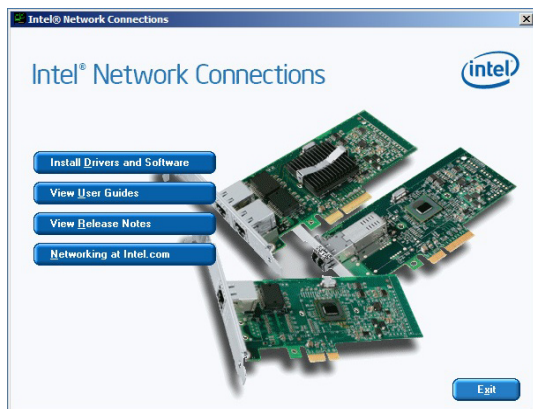 Intel® Network Connections
Intel® Network Connections
intel
Install Drivers and Software
View User Guides
View Release Notes
Networking at Intel.com
Exit